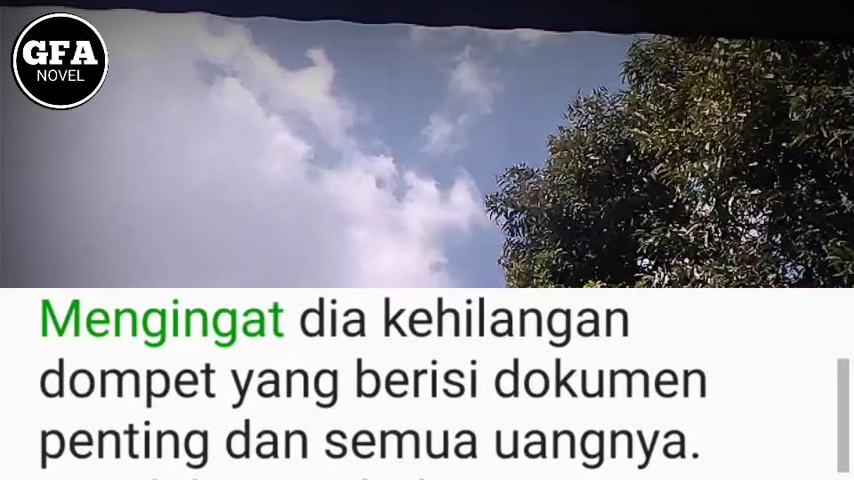 GFA
NOVEL
Mengingat dia kehilangan
dompet yang berisi dokumen
penting dan semua uangnya.